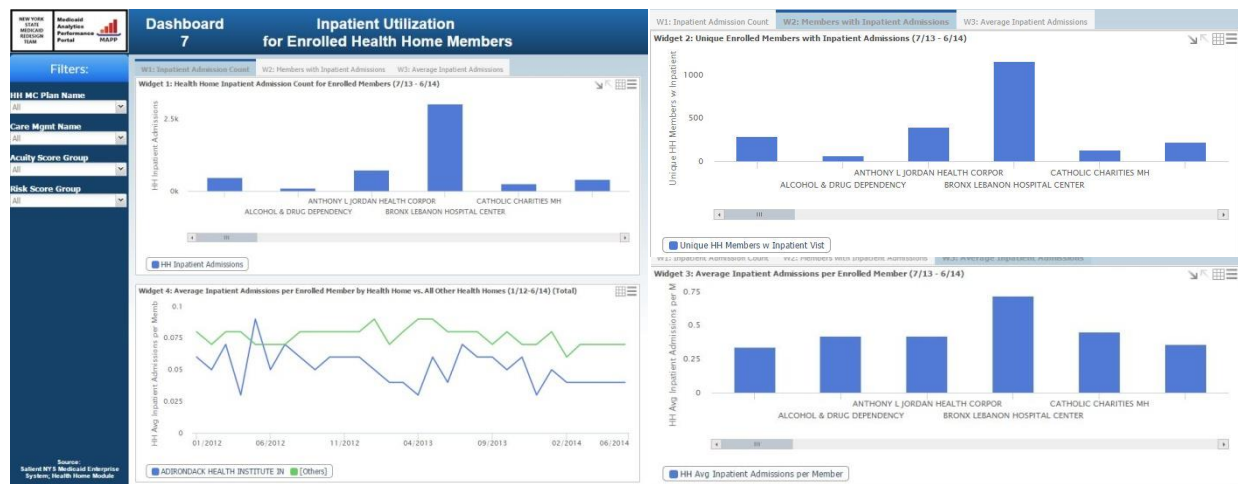 NEW YORK
STATE
MEDICAID
REDESIGN
TEAM
Medicaid
Analytics
Performance
Portal MAPP
Dashboard
7
Inpatient Utilization
for Enrolled Health Home Members
Filters:
HH MC Plan Name
All
Care Mgmt Name
All
Acuity Score Group
All
Risk Score Group
All
Source:
Salient NYS Medicaid Enterprise
System; Health Home Module
W1: Inpatient Admission Count W2: Members with Inpatient Admissions W3: Average Inpatient Admissions
Widget 1: Health Home Inpatient Admission Count for Enrolled Members (7/13 - 6/14)
HH Inpatient Admissions
2.5k
0k
ANTHONY L JORDAN HEALTH CORPOR CATHOLIC CHARITIES MH
ALCOHOL & DRUG DEPENDENCY BRONX LEBANON HOSPITAL CENTER
HH Inpatient Admissions
Widget 4: Average Inpatient Admissions per Enrolled Member by Health Home vs. All Other Health Homes (1/12-6/14) (Total)
HH Avg Inpatient Admissions per Memb
0.1
0.075
0.05
0.025
0
01/2012 06/2012 11/2012 04/2013 09/2013 02/2014 06/2014
ADIRONDACK HEALTH INSTITUTE IN [Others]
W1: Inpatient Admission Count W2: Members with Inpatient Admissions W3: Average Inpatient Admissions
Widget 2: Unique Enrolled Members with Inpatient Admissions (7/13 - 6/14)
Unique HH Members w Inpatient
1000
500
0
ANTHONY L JORDAN HEALTH CORPOR CATHOLIC CHARITIES MH
ALCOHOL & DRUG DEPENDENCY BRONX LEBANON HOSPITAL CENTER
Unique HH Members w Inpatient Vist
W1: Inpatient Admission Count W2: Members with Inpatient Admissions W3: Average Inpatient Admissions
Widget 3: Average Inpatient Admissions per Enrolled Member (7/13 - 6/14)
HH Avg Inpatient Admissions per M
0.75
0.5
0.25
0
ANTHONY L JORDAN HEALTH CORPOR CATHOLIC CHARITIES MH
ALCOHOL & DRUG DEPENDENCY BRONX LEBANON HOSPITAL CENTER
HH Avg Inpatient Admissions per Member